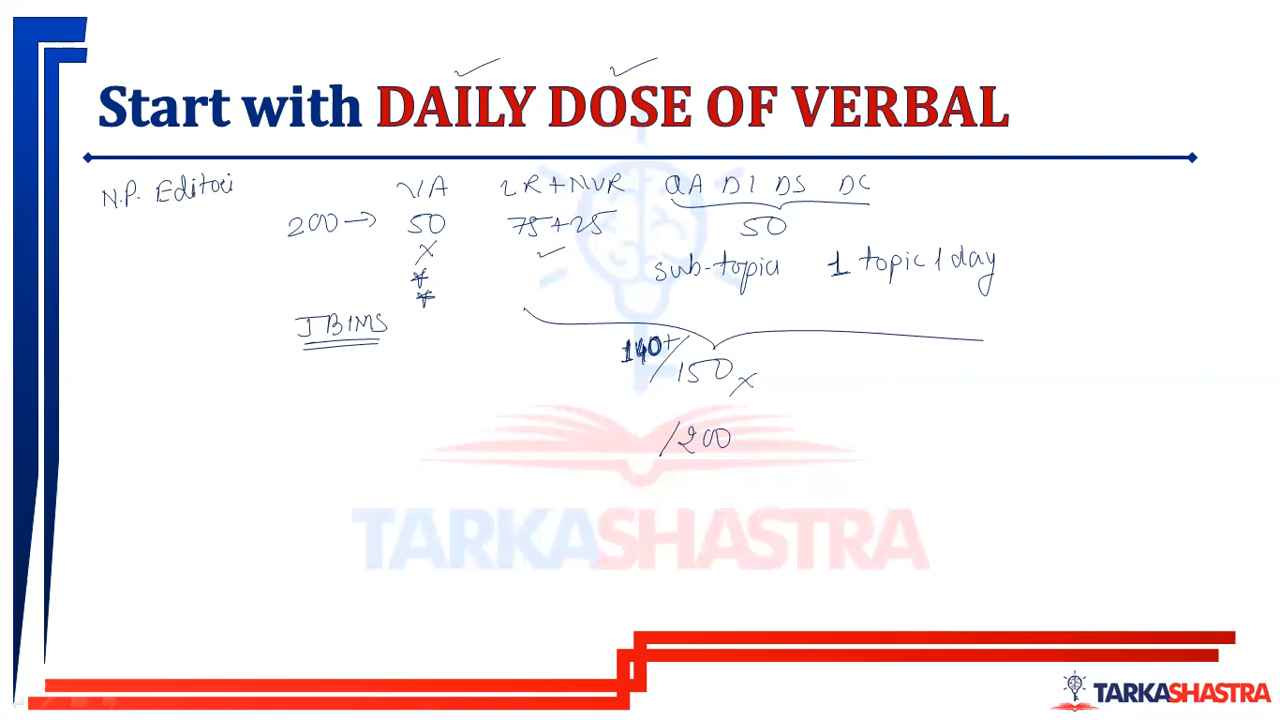 Start with DAILY DOSE OF VERBAL
N.P. Editori
VA LR+NVR QA DI DS DC
200 → 50 75+25 50
sub-topics 1 topic 1 day
JBIMS
140+/150
/200
TARKASHASTRA
TARKASHASTRA